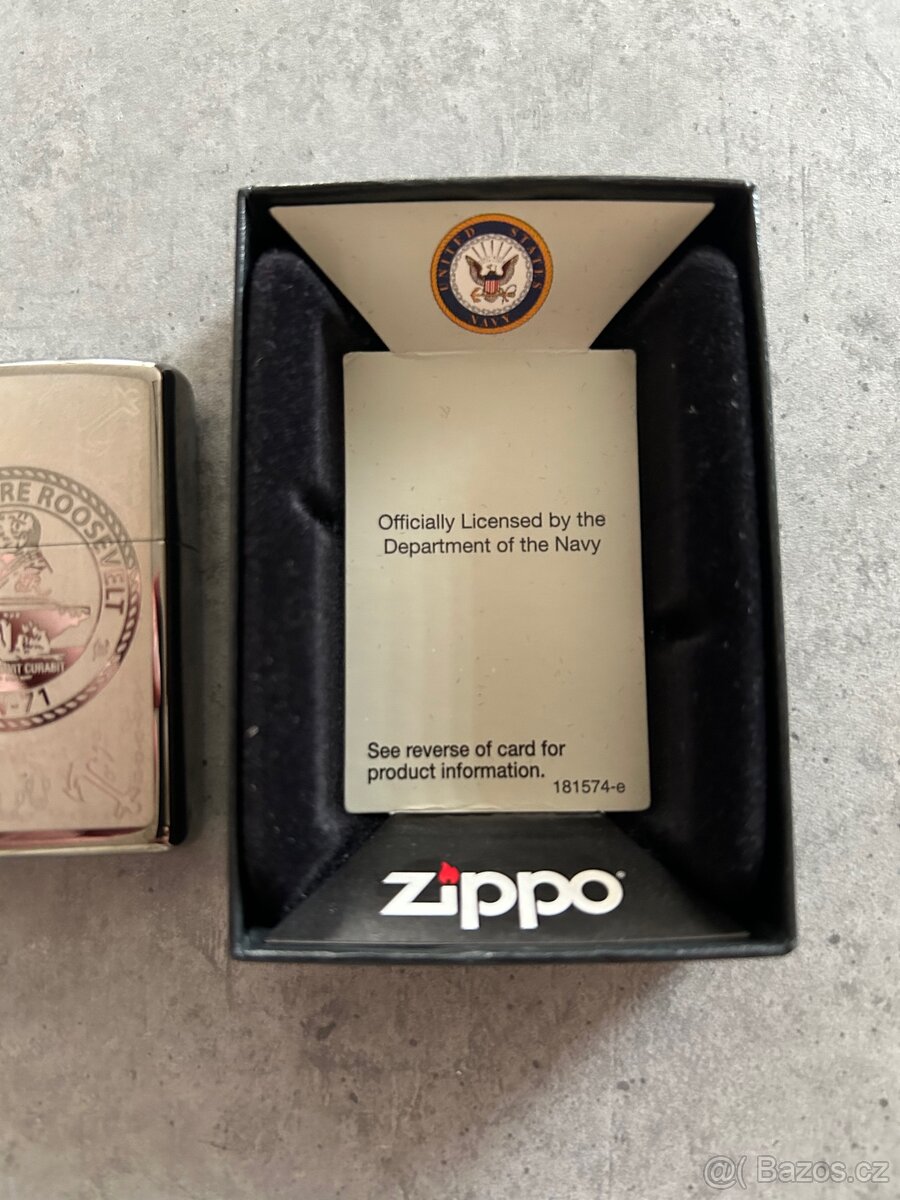 UNITED STATES
NAVY
Officially Licensed by the
Department of the Navy
See reverse of card for
product information.
181574-e
zippo
RE ROOSEVELT
CURABIT
-71
@( Bazos.cz